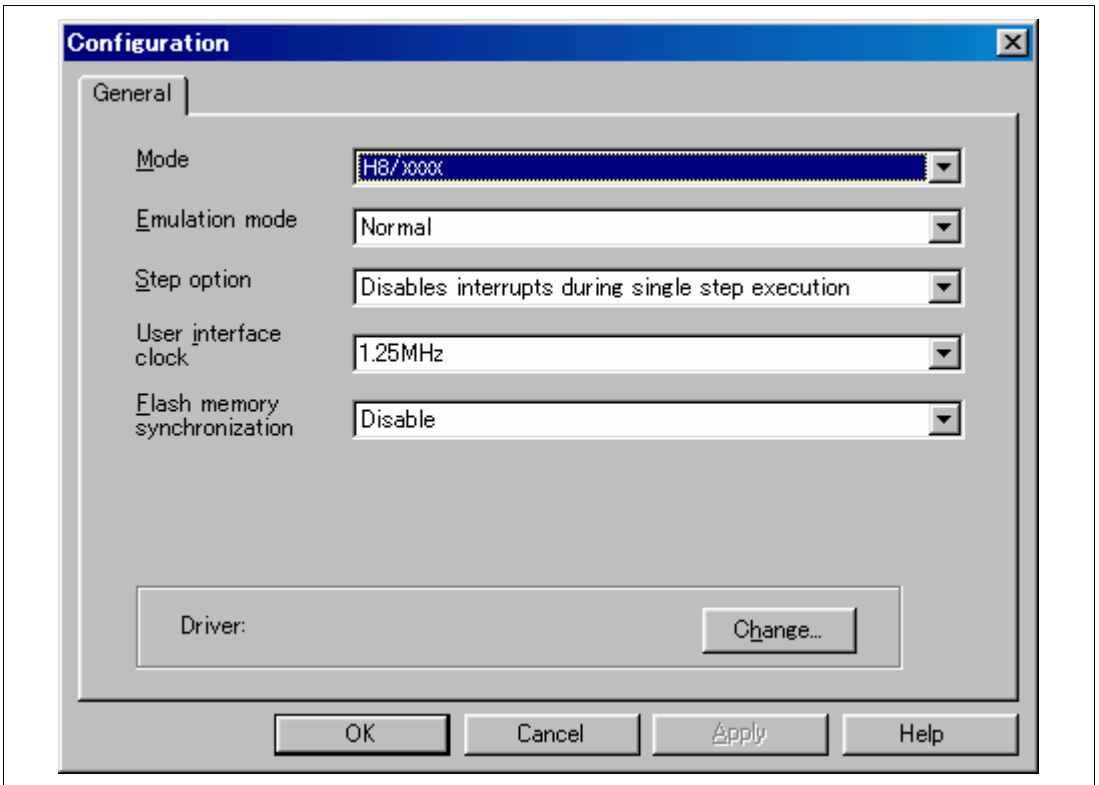 Configuration
General
Mode
H8/xxxx
Emulation mode
Normal
Step option
Disables interrupts during single step execution
User interface
clock
1.25MHz
Flash memory
synchronization
Disable
Driver:
Change...
OK
Cancel
Apply
Help